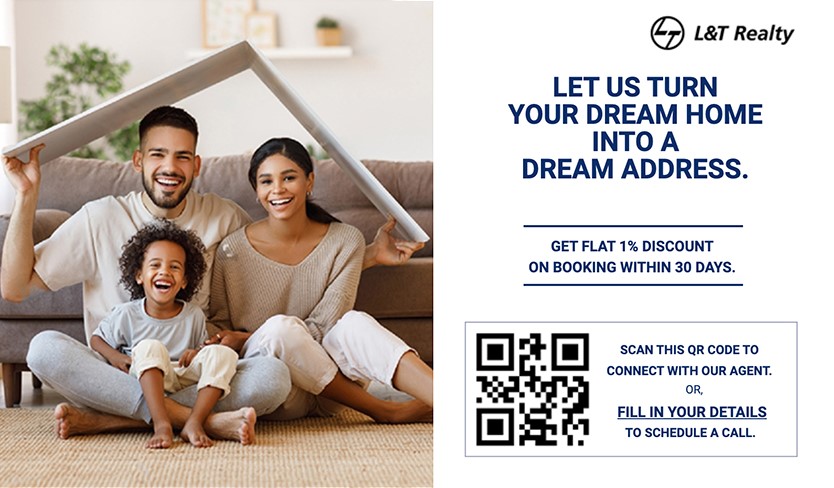 L&T Realty
LET US TURN
YOUR DREAM HOME
INTO A
DREAM ADDRESS.
GET FLAT 1% DISCOUNT
ON BOOKING WITHIN 30 DAYS.
SCAN THIS QR CODE TO
CONNECT WITH OUR AGENT.
OR,
FILL IN YOUR DETAILS
TO SCHEDULE A CALL.